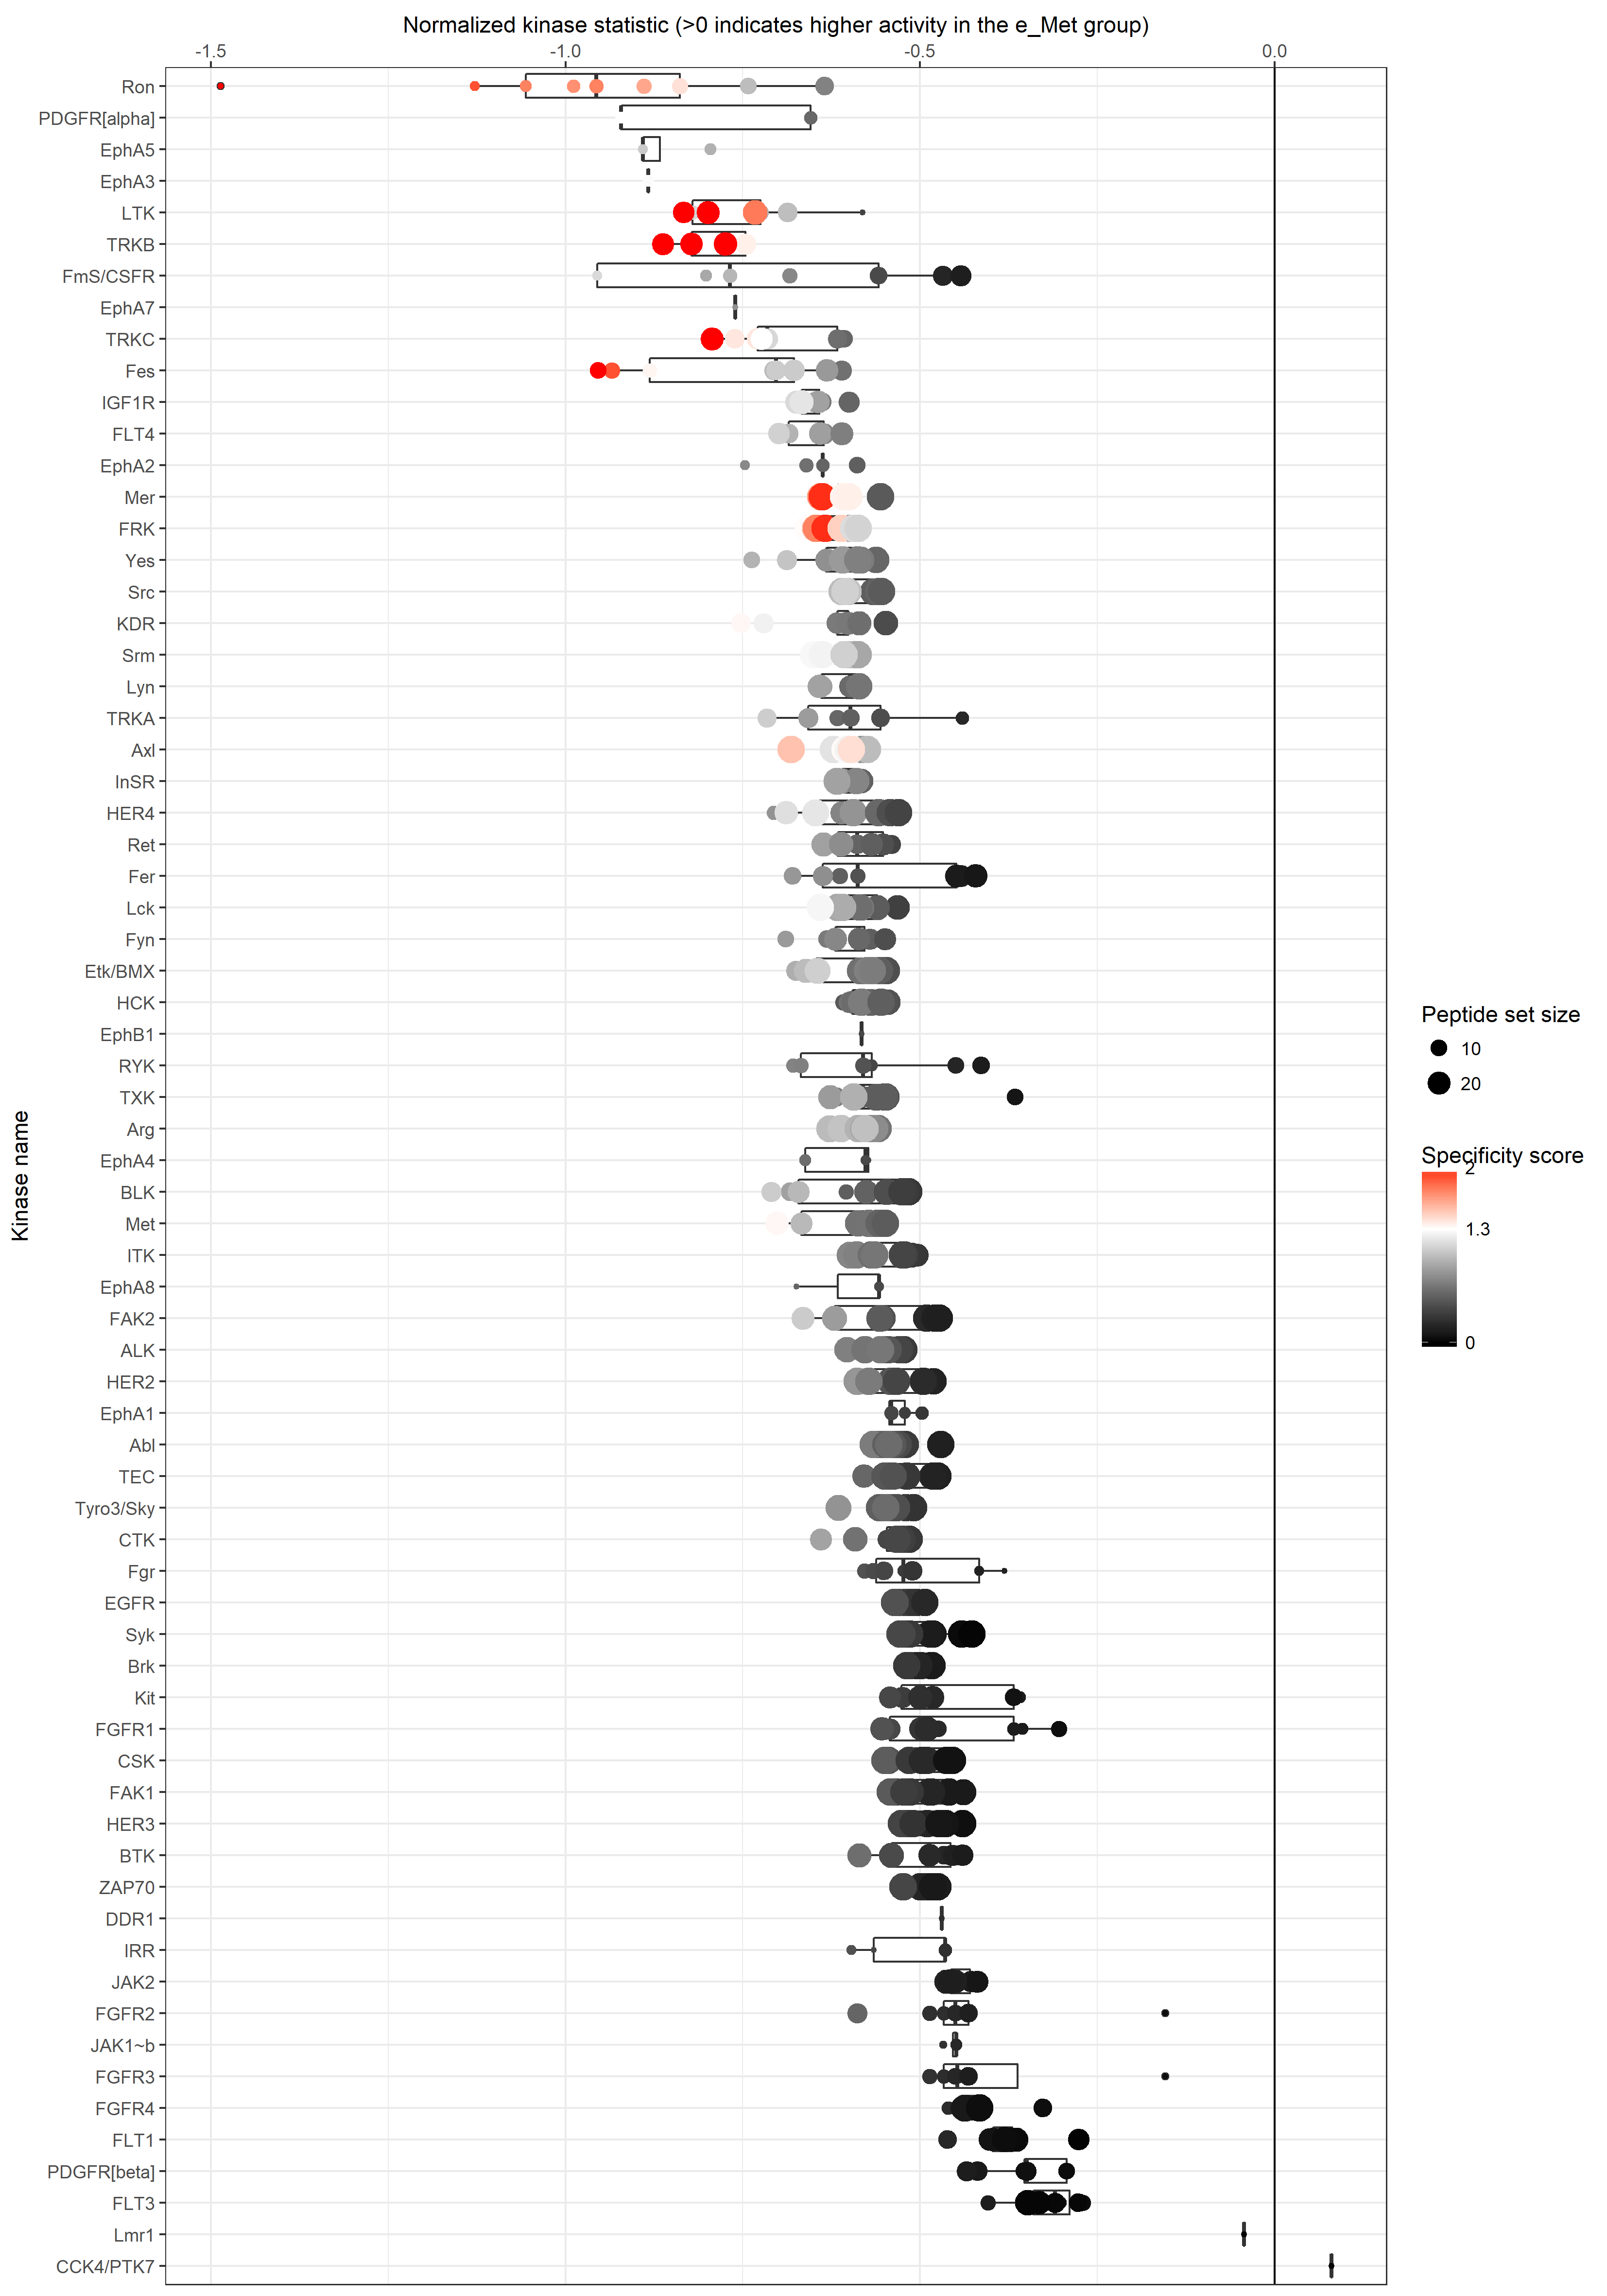 Normalized kinase statistic (>0 indicates higher activity in the e_Met group)
-1.5 -1.0 -0.5 0.0
Kinase name
Ron
PDGFR[alpha]
EphA5
EphA3
LTK
TRKB
FmS/CSFR
EphA7
TRKC
Fes
IGF1R
FLT4
EphA2
Mer
FRK
Yes
Src
KDR
Srm
Lyn
TRKA
Axl
InSR
HER4
Ret
Fer
Lck
Fyn
Etk/BMX
HCK
EphB1
RYK
TXK
Arg
EphA4
BLK
Met
ITK
EphA8
FAK2
ALK
HER2
EphA1
Abl
TEC
Tyro3/Sky
CTK
Fgr
EGFR
Syk
Brk
Kit
FGFR1
CSK
FAK1
HER3
BTK
ZAP70
DDR1
IRR
JAK2
FGFR2
JAK1~b
FGFR3
FGFR4
FLT1
PDGFR[beta]
FLT3
Lmr1
CCK4/PTK7
Peptide set size
10
20
Specificity score
2
1.3
0